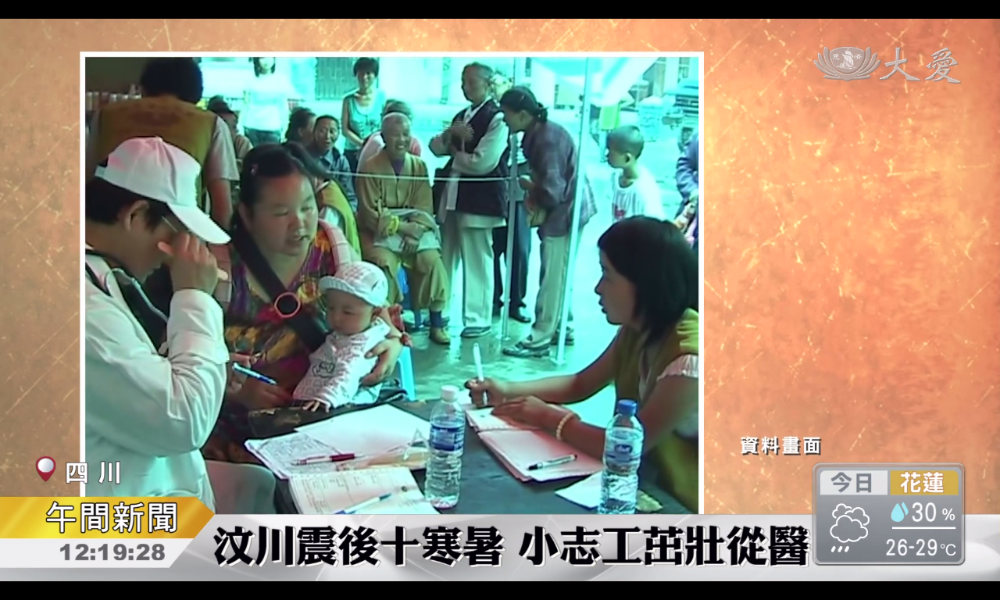 大愛
資料畫面
四川
午間新聞
12:19:28
汶川震後十寒暑 小志工茁壯從醫
今日 花蓮
30 %
26-29℃